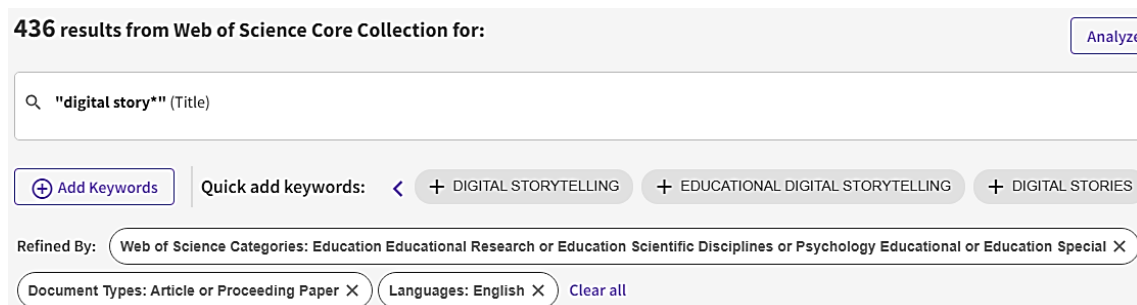 436 results from Web of Science Core Collection for:
Analyze
"digital story*" (Title)
Add Keywords Quick add keywords: + DIGITAL STORYTELLING + EDUCATIONAL DIGITAL STORYTELLING + DIGITAL STORIES
Refined By: Web of Science Categories: Education Educational Research or Education Scientific Disciplines or Psychology Educational or Education Special
Document Types: Article or Proceeding Paper Languages: English Clear all